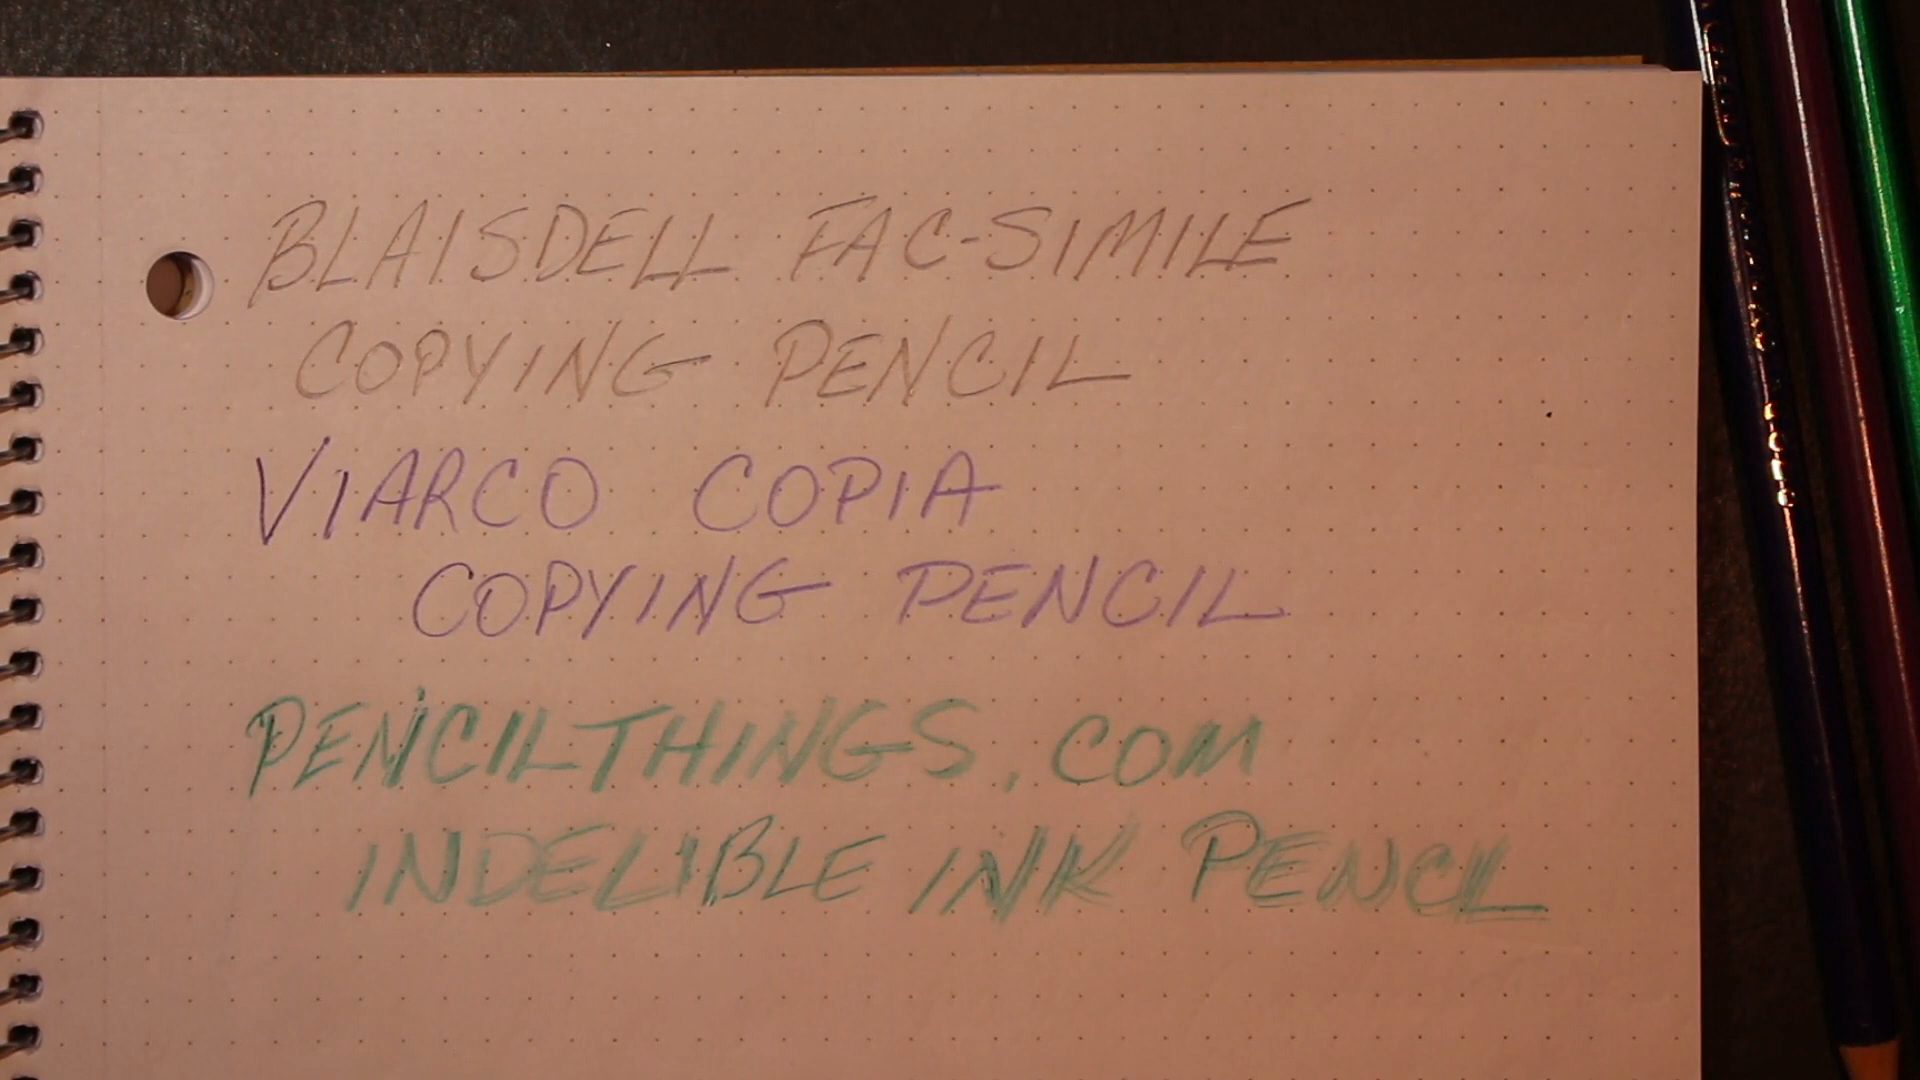 BLAISDELL FAC-SIMILE
COPYING PENCIL
VIARCO COPIA
COPYING PENCIL
PENCILTHINGS.COM
INDELIBLE INK PENCIL